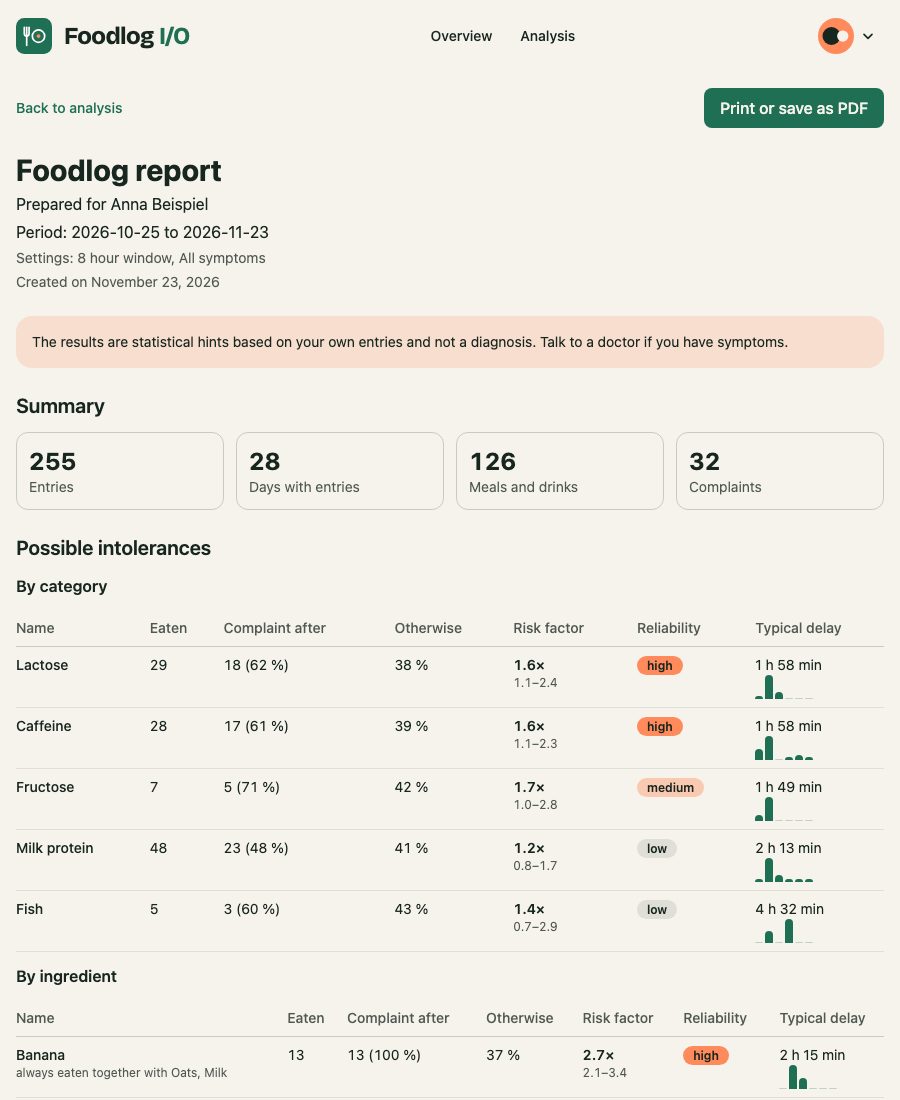 Foodlog I/O
Overview
Analysis
Back to analysis
Print or save as PDF
Foodlog report
Prepared for Anna Beispiel
Period: 2026-10-25 to 2026-11-23
Settings: 8 hour window, All symptoms
Created on November 23, 2026
The results are statistical hints based on your own entries and not a diagnosis. Talk to a doctor if you have symptoms.
Summary
255
Entries
28
Days with entries
126
Meals and drinks
32
Complaints
Possible intolerances
By category
Name Eaten Complaint after Otherwise Risk factor Reliability Typical delay
Lactose 29 18 (62 %) 38 % 1.6× high 1 h 58 min
1.1–2.4
Caffeine 28 17 (61 %) 39 % 1.6× high 1 h 58 min
1.1–2.3
Fructose 7 5 (71 %) 42 % 1.7× medium 1 h 49 min
1.0–2.8
Milk protein 48 23 (48 %) 41 % 1.2× low 2 h 13 min
0.8–1.7
Fish 5 3 (60 %) 43 % 1.4× low 4 h 32 min
0.7–2.9
By ingredient
Name Eaten Complaint after Otherwise Risk factor Reliability Typical delay
Banana 13 13 (100 %) 37 % 2.7× high 2 h 15 min
always eaten together with Oats, Milk 2.1–3.4